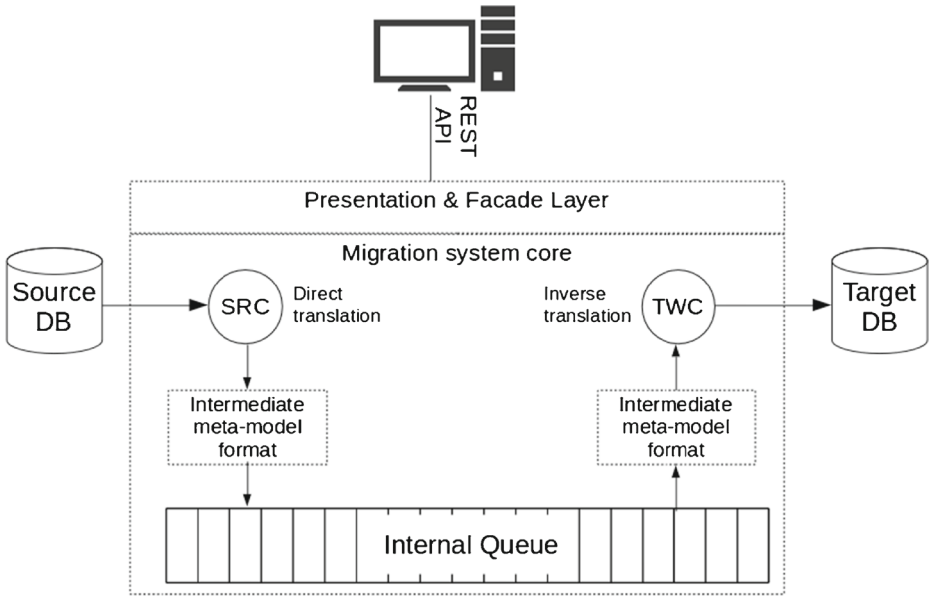 REST
API
Presentation & Facade Layer
Migration system core
Source
DB
SRC
Direct
translation
Inverse
translation
TWC
Target
DB
Intermediate
meta-model
format
Intermediate
meta-model
format
Internal Queue